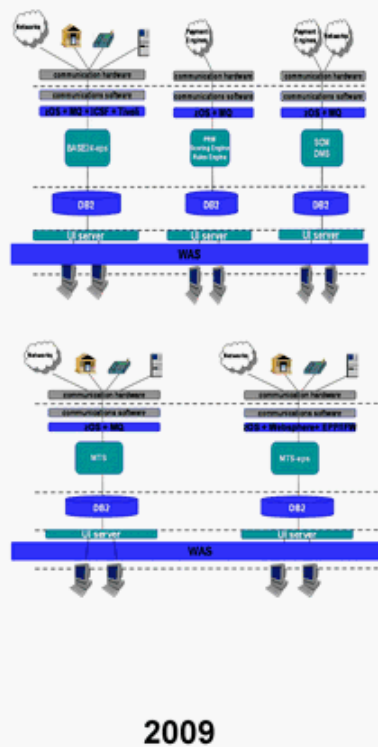 Networks
Payment Engines
Payment Engines
Networks
communication hardware
communication hardware
communication hardware
communications software
communications software
communications software
zOS + MQ + ICSF + Tivoli
zOS + MQ
zOS + MQ
BASE24-eps
PRM
Scoring Engine
Rules Engine
SCM
DMS
DB2
DB2
DB2
UI server
UI server
UI server
WAS
Networks
Networks
communication hardware
communication hardware
communications software
communications software
zOS + MQ
zOS + Websphere+
MTS
MTS-eps
DB2
DB2
UI server
UI server
WAS
2009